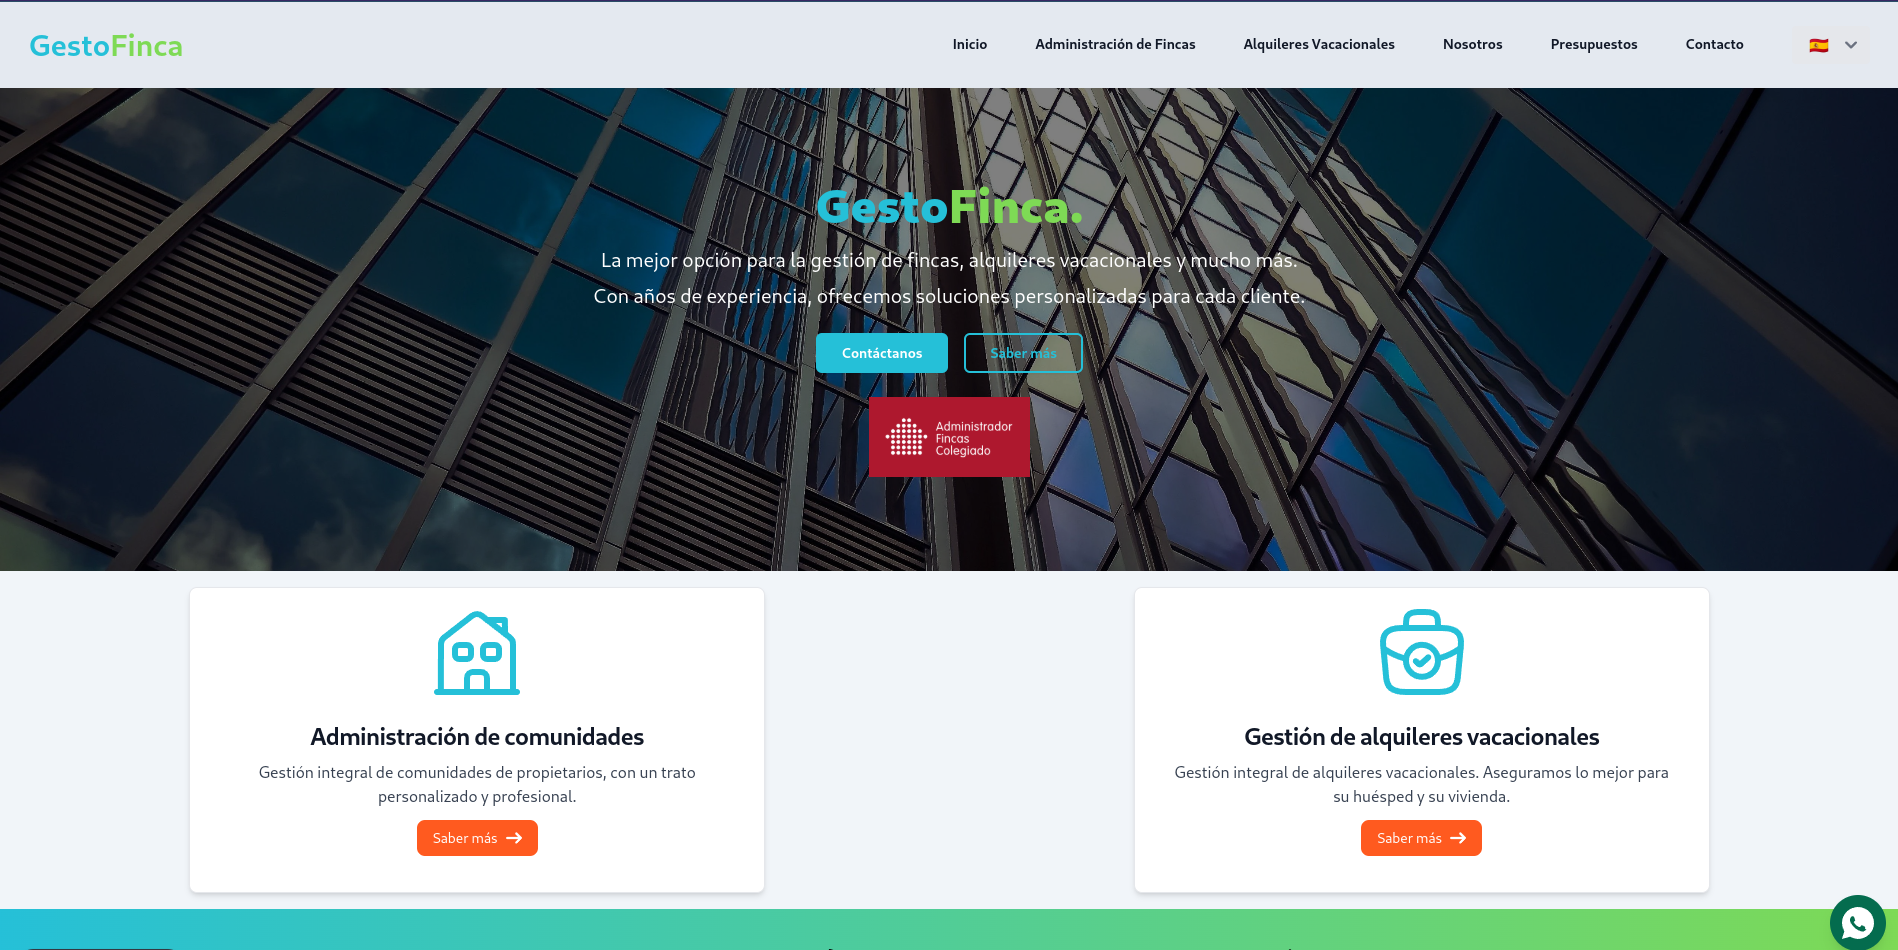 GestoFinca
Inicio
Administración de Fincas
Alquileres Vacacionales
Nosotros
Presupuestos
Contacto
GestoFinca.
La mejor opción para la gestión de fincas, alquileres vacacionales y mucho más.
Con años de experiencia, ofrecemos soluciones personalizadas para cada cliente.
Contáctanos
Saber más
Administrador
Fincas
Colegiado
Administración de comunidades
Gestión integral de comunidades de propietarios, con un trato
personalizado y profesional.
Saber más
Gestión de alquileres vacacionales
Gestión integral de alquileres vacacionales. Aseguramos lo mejor para
su huésped y su vivienda.
Saber más